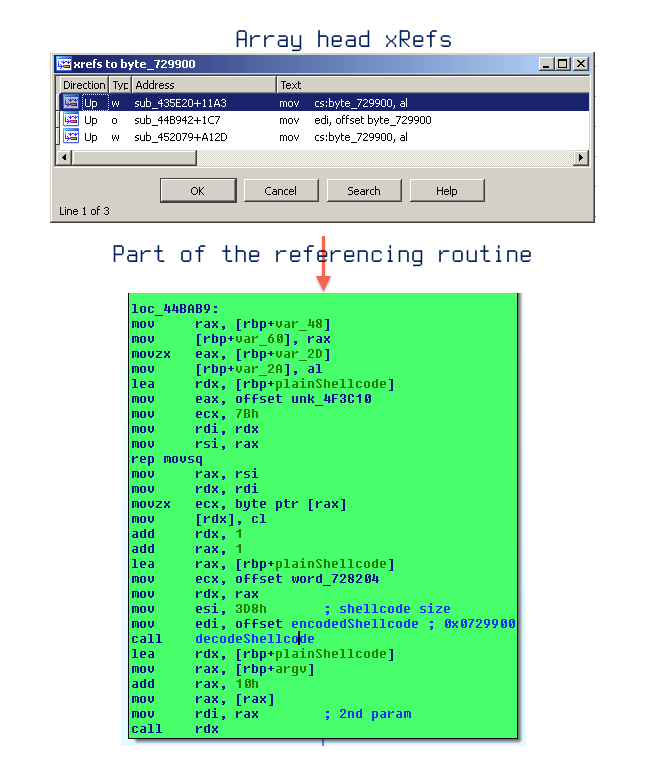 Array head xRefs
xrefs to byte_729900
Direction Typ Address Text
Up w sub_435E20+11A3 mov cs:byte_729900, al
Up o sub_44B942+1C7 mov edi, offset byte_729900
Up w sub_452079+A12D mov cs:byte_729900, al
OK Cancel Search Help
Line 1 of 3
Part of the referencing routine
loc_44BAB9:
mov rax, [rbp+var_48]
mov [rbp+var_60], rax
movzx eax, [rbp+var_2D]
mov [rbp+var_2A], al
lea rdx, [rbp+plainShellcode]
mov eax, offset unk_4F3C10
mov ecx, 7Bh
mov rdi, rdx
mov rsi, rax
rep movsq
mov rax, rsi
mov rdx, rdi
movzx ecx, byte ptr [rax]
mov [rdx], cl
add rdx, 1
add rax, 1
lea rax, [rbp+plainShellcode]
mov ecx, offset word_728204
mov rdx, rax
mov esi, 3D8h ; shellcode size
mov edi, offset encodedShellcode ; 0x0729900
call decodeShellcode
lea rdx, [rbp+plainShellcode]
mov rax, [rbp+argv]
add rax, 10h
mov rax, [rax]
mov rdi, rax ; 2nd param
call rdx